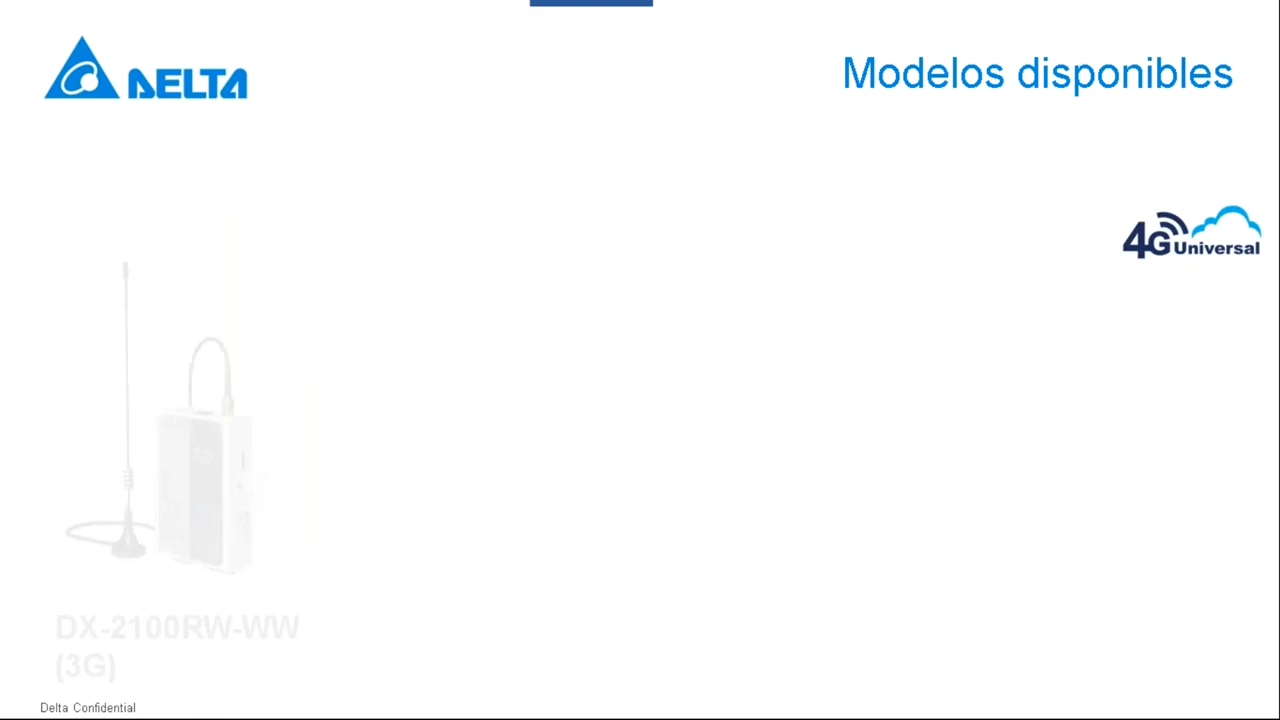 DELTA
Modelos disponibles
4G Universal
DX-2100RW-WW
(3G)
Delta Confidential